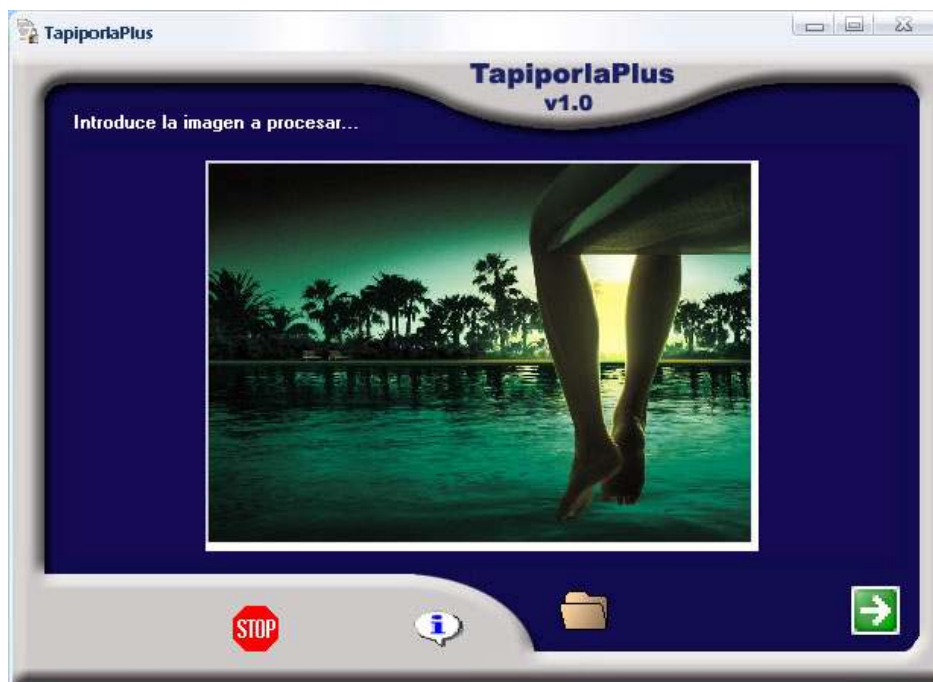 TapiporlaPlus
TapiporlaPlus
v1.0
Introduce la imagen a procesar...
STOP
i